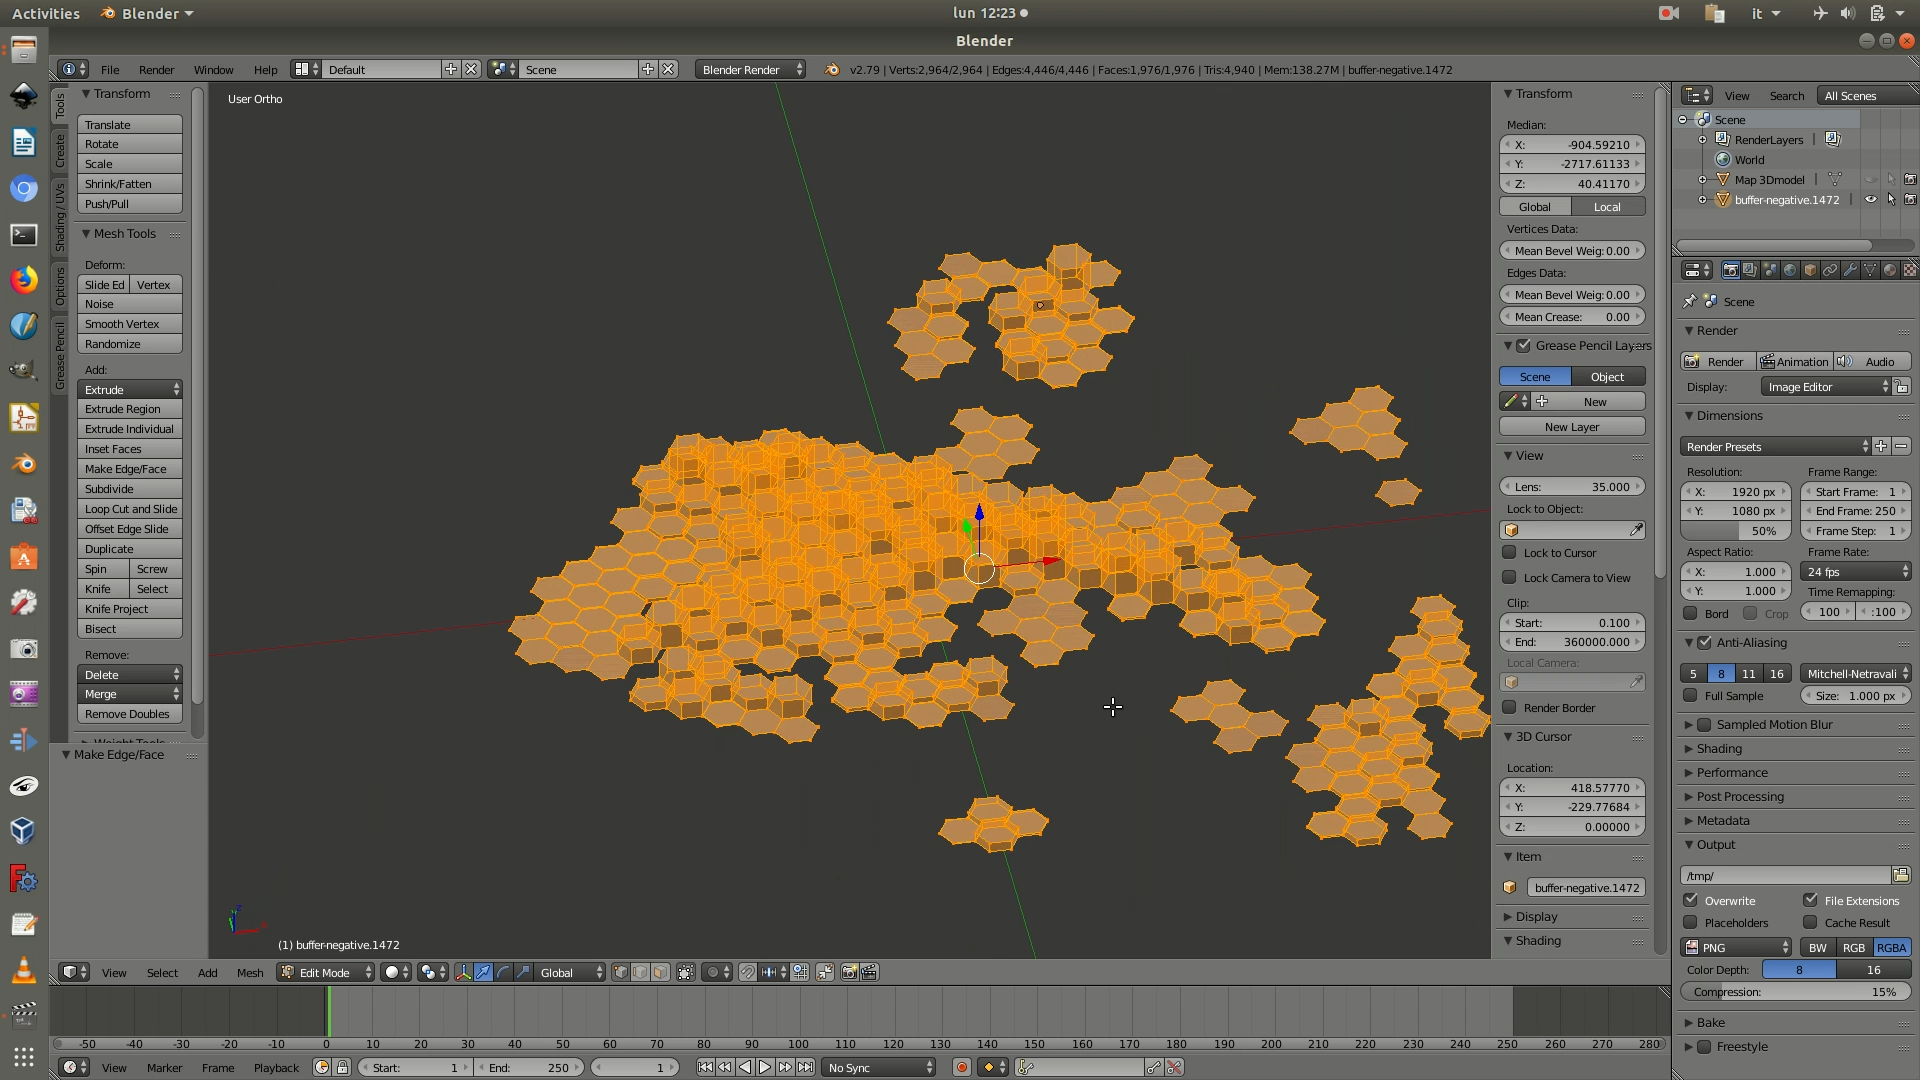 Activities Blender lun 12:23 it
Blender
File Render Window Help Default Scene Blender Render v2.79 | Verts:2,964/2,964 | Edges:4,446/4,446 | Faces:1,976/1,976 | Tris:4,940 | Mem:138.27M | buffer-negative.1472
Tools
Create
Shading / UVs
Options
Grease Pencil
Transform
Translate
Rotate
Scale
Shrink/Fatten
Push/Pull
Mesh Tools
Deform:
Slide Ed Vertex
Noise
Smooth Vertex
Randomize
Add:
Extrude
Extrude Region
Extrude Individual
Inset Faces
Make Edge/Face
Subdivide
Loop Cut and Slide
Offset Edge Slide
Duplicate
Spin Screw
Knife Select
Knife Project
Bisect
Remove:
Delete
Merge
Remove Doubles
Make Edge/Face
User Ortho
(1) buffer-negative.1472
Transform
Median:
X: -904.59210
Y: -2717.61133
Z: 40.41170
Global Local
Vertices Data:
Mean Bevel Weig: 0.00
Edges Data:
Mean Bevel Weig: 0.00
Mean Crease: 0.00
Grease Pencil Layers
Scene Object
New
New Layer
View
Lens: 35.000
Lock to Object:
Lock to Cursor
Lock Camera to View
Clip:
Start: 0.100
End: 360000.000
Local Camera:
Render Border
3D Cursor
Location:
X: 418.57770
Y: -229.77684
Z: 0.00000
Item
buffer-negative.1472
Display
Shading
View Search All Scenes
Scene
RenderLayers
World
Map 3Dmodel
buffer-negative.1472
Scene
Render
Render Animation Audio
Display: Image Editor
Dimensions
Render Presets
Resolution: Frame Range:
X: 1920 px Start Frame: 1
Y: 1080 px End Frame: 250
50% Frame Step: 1
Aspect Ratio: Frame Rate:
X: 1.000 24 fps
Y: 1.000 Time Remapping:
Bord Crop 100 :100
Anti-Aliasing
5 8 11 16 Mitchell-Netravali
Full Sample Size: 1.000 px
Sampled Motion Blur
Shading
Performance
Post Processing
Metadata
Output
/tmp/
Overwrite File Extensions
Placeholders Cache Result
PNG BW RGB RGBA
Color Depth: 8 16
Compression: 15%
Bake
Freestyle
View Select Add Mesh Edit Mode Global
-50 -40 -30 -20 -10 0 10 20 30 40 50 60 70 80 90 100 110 120 130 140 150 160 170 180 190 200 210 220 230 240 250 260 270 280
View Marker Frame Playback Start: 1 End: 250 1 No Sync